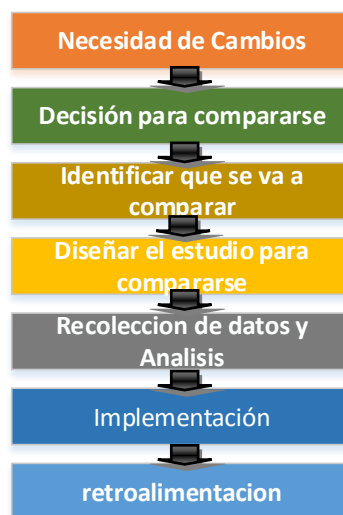 Necesidad de Cambios
Decisión para compararse
Identificar que se va a
comparar
Diseñar el estudio para
compararse
Recoleccion de datos y
Analisis
Implementación
retroalimentacion